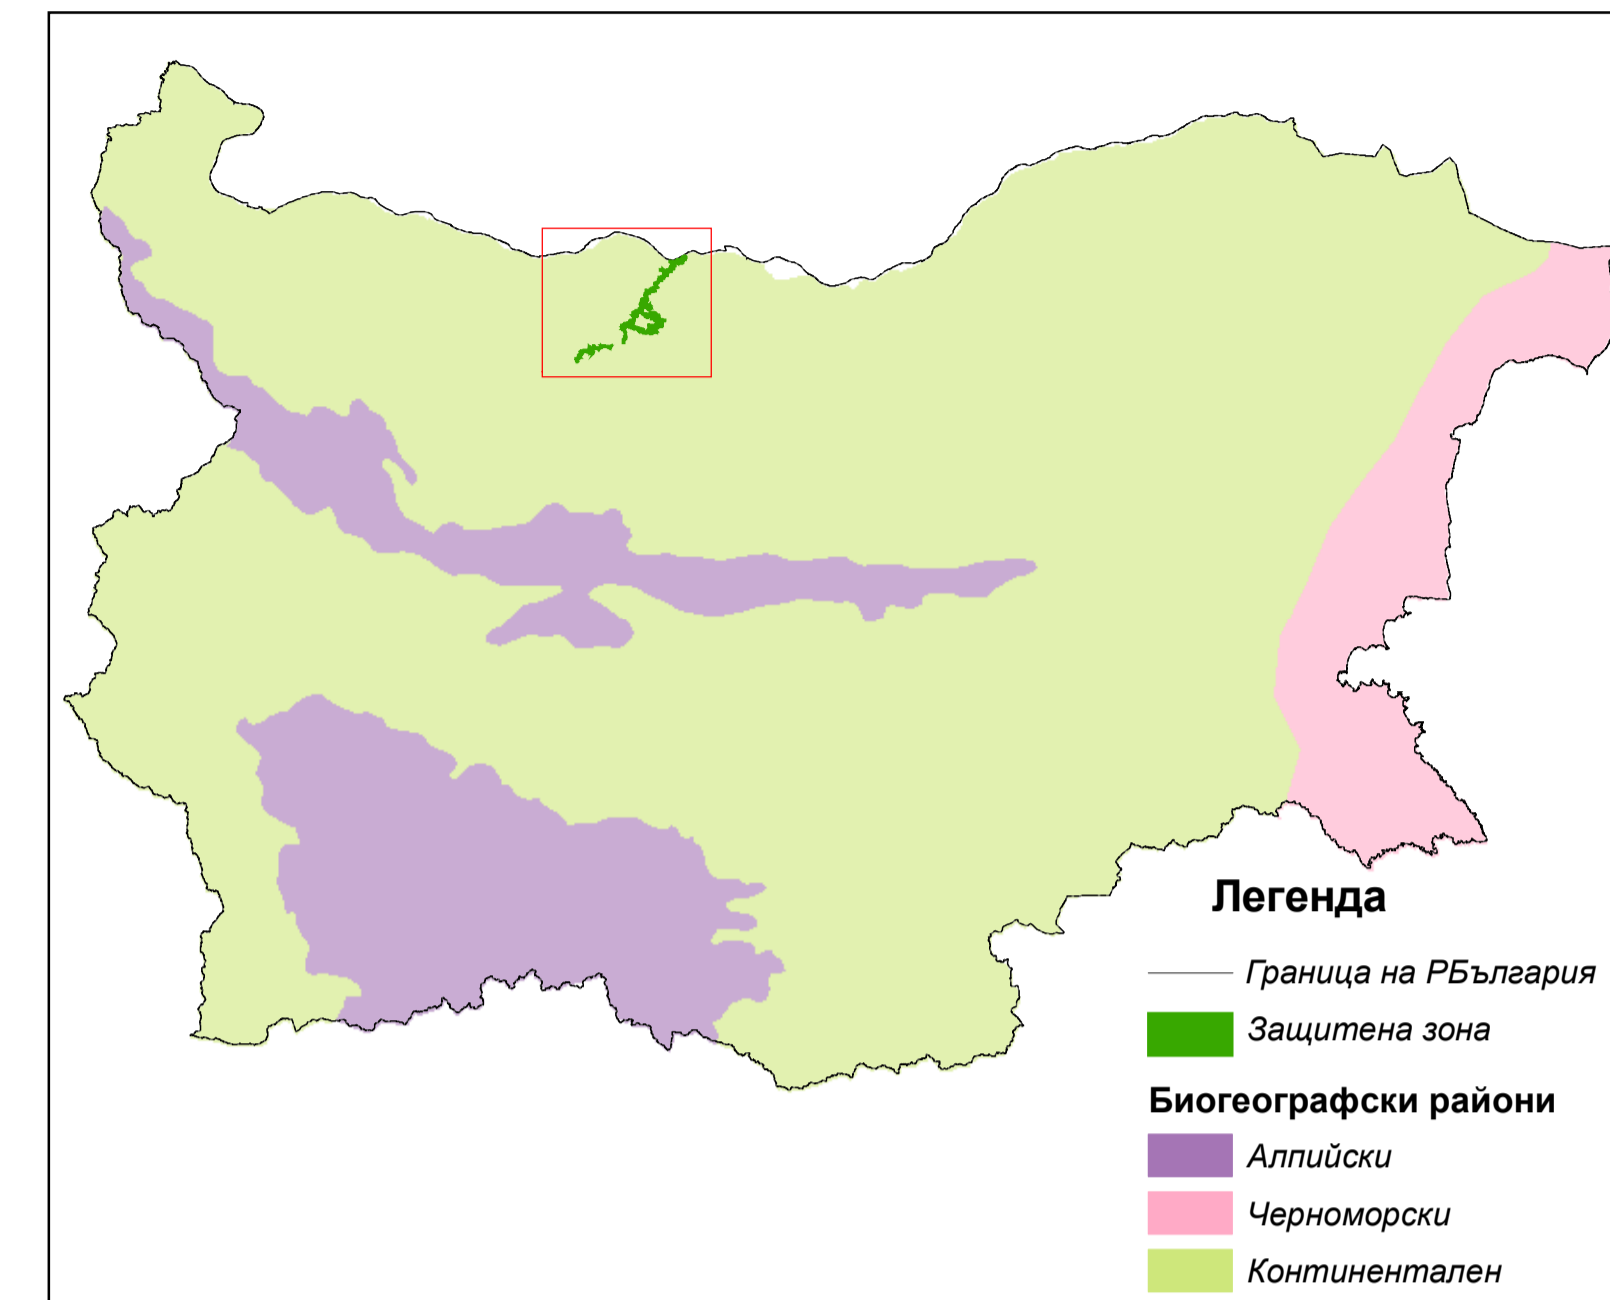 Легенда
Граница на РБългария
Защитена зона
Биогеографски райони
Алпийски
Черноморски
Континентален